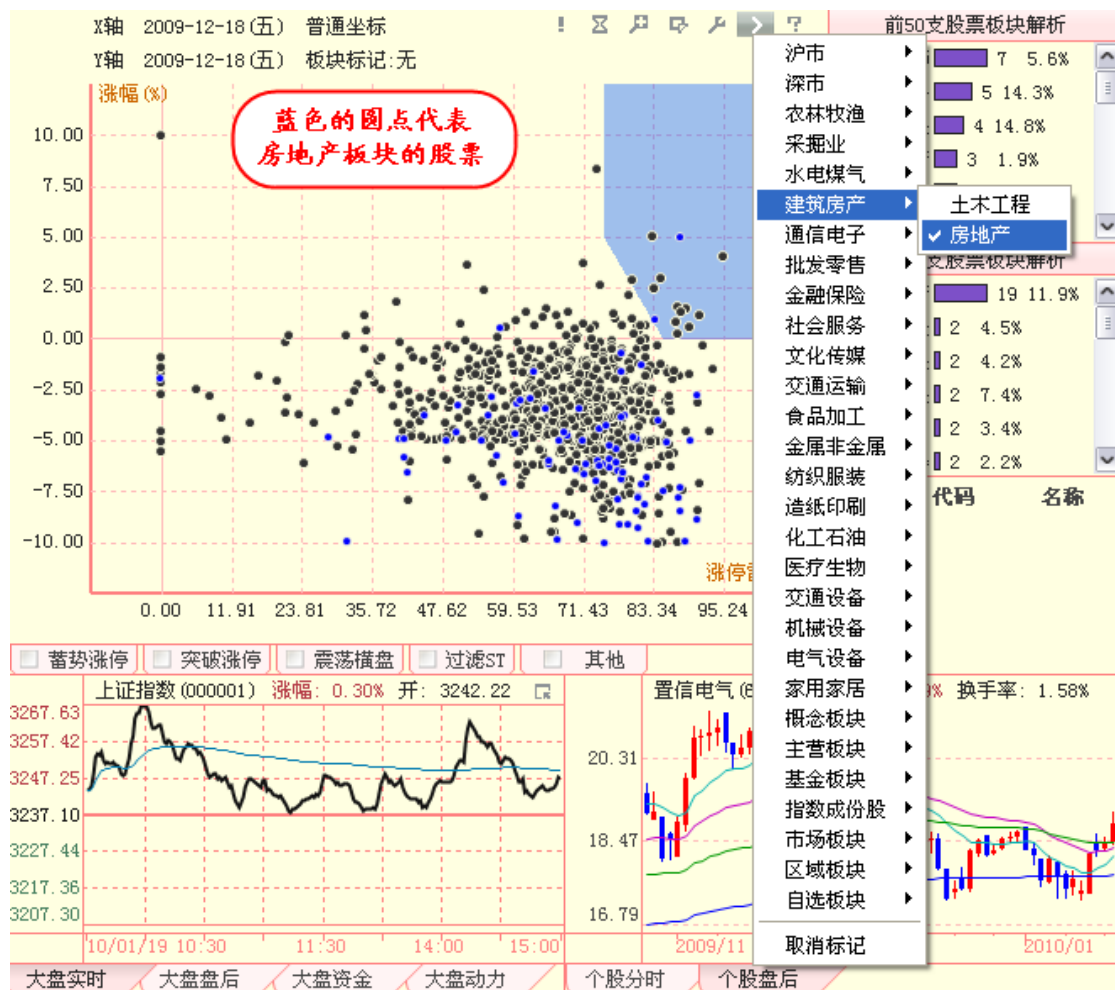 X轴 2009-12-18(五) 普通坐标
前50支股票板块解析
Y轴 2009-12-18(五) 板块标记:无
涨幅(%)
蓝色的圆点代表
房地产板块的股票
10.00
7.50
5.00
2.50
0.00
-2.50
-5.00
-7.50
-10.00
涨停
0.00 11.91 23.81 35.72 47.62 59.53 71.43 83.34 95.24
沪市
深市
农林牧渔
采掘业
水电煤气
建筑房产
通信电子
批发零售
金融保险
社会服务
文化传媒
交通运输
食品加工
金属非金属
纺织服装
造纸印刷
化工石油
医疗生物
交通设备
机械设备
电气设备
家用家居
概念板块
主营板块
基金板块
指数成份股
市场板块
区域板块
自选板块
取消标记
土木工程
房地产
7 5.6%
5 14.3%
4 14.8%
3 1.9%
支股票板块解析
19 11.9%
2 4.5%
2 4.2%
2 7.4%
2 3.4%
2 2.2%
代码 名称
蓄势涨停 突破涨停 震荡横盘 过滤ST 其他
上证指数(000001) 涨幅: 0.30% 开: 3242.22
3267.63
3257.42
3247.25
3237.10
3227.44
3217.36
3207.30
10/01/19 10:30 11:30 14:00 15:00
置信电气(6
% 换手率: 1.58%
20.31
18.47
16.79
2009/11 2010/01
大盘实时 大盘盘后 大盘资金 大盘动力 个股分时 个股盘后